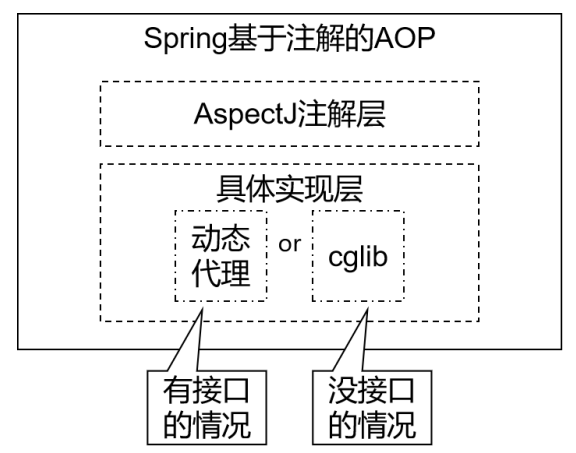 Spring基于注解的AOP
AspectJ注解层
具体实现层
动态
代理
or
cglib
有接口
的情况
没接口
的情况